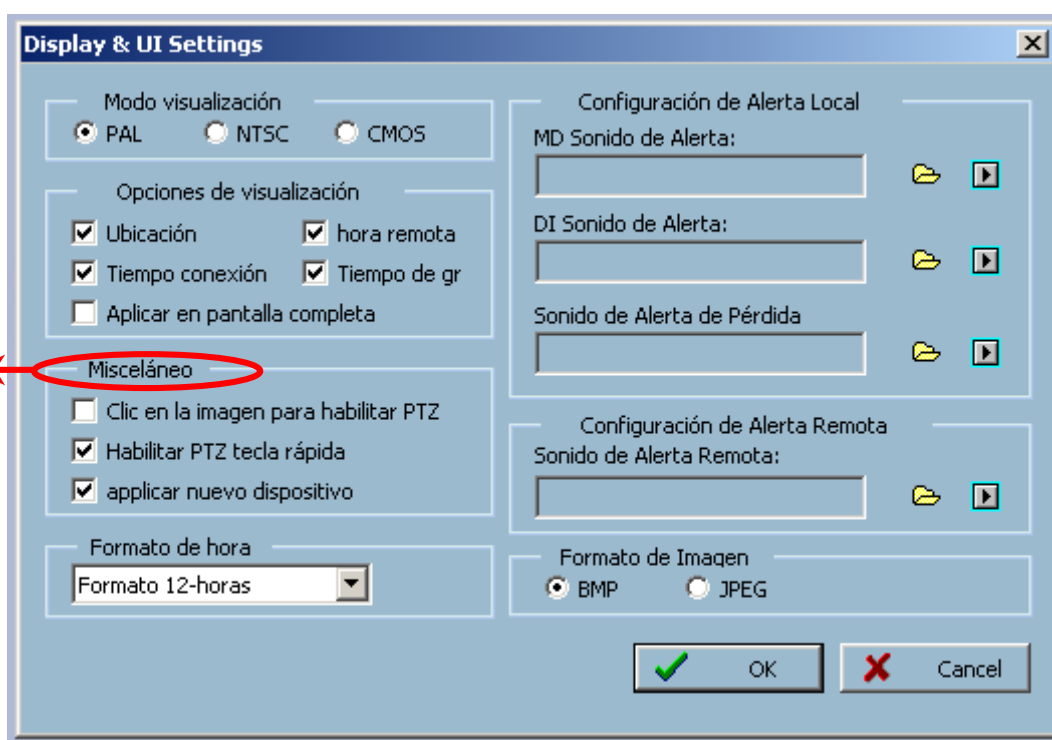 Display & UI Settings
Modo visualización
PAL NTSC CMOS
Opciones de visualización
Ubicación hora remota
Tiempo conexión Tiempo de gr
Aplicar en pantalla completa
Misceláneo
Clic en la imagen para habilitar PTZ
Habilitar PTZ tecla rápida
applicar nuevo dispositivo
Formato de hora
Formato 12-horas
Configuración de Alerta Local
MD Sonido de Alerta:
DI Sonido de Alerta:
Sonido de Alerta de Pérdida
Configuración de Alerta Remota
Sonido de Alerta Remota:
Formato de Imagen
BMP JPEG
OK Cancel